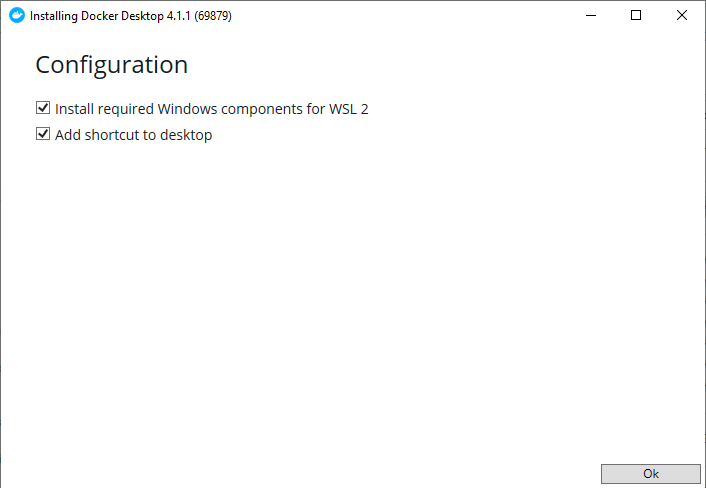 Installing Docker Desktop 4.1.1 (69879)
Configuration
Install required Windows components for WSL 2
Add shortcut to desktop
Ok